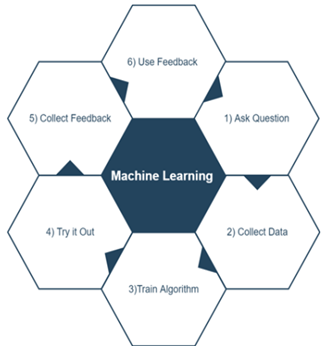 6) Use Feedback
5) Collect Feedback
1) Ask Question
Machine Learning
4) Try it Out
2) Collect Data
3)Train Algorithm